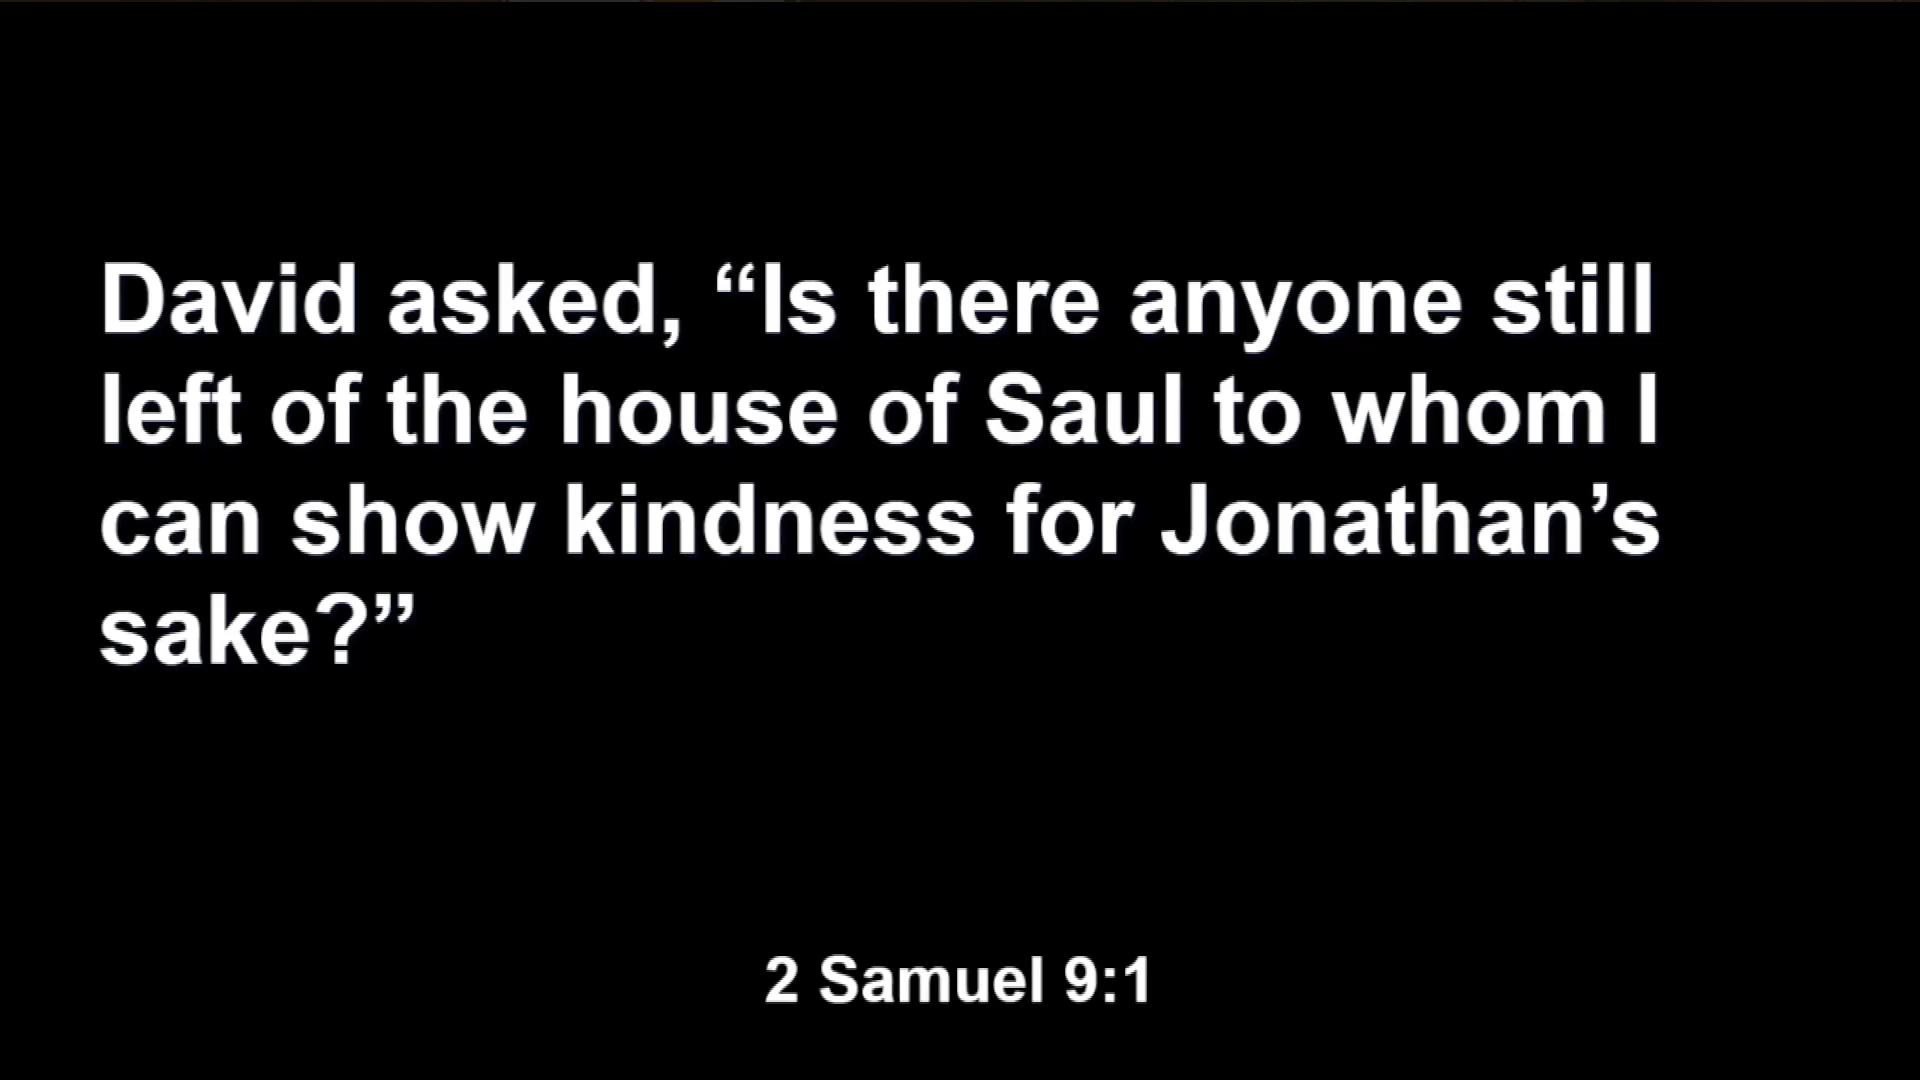 David asked, “Is there anyone still
left of the house of Saul to whom I
can show kindness for Jonathan’s
sake?”
2 Samuel 9:1